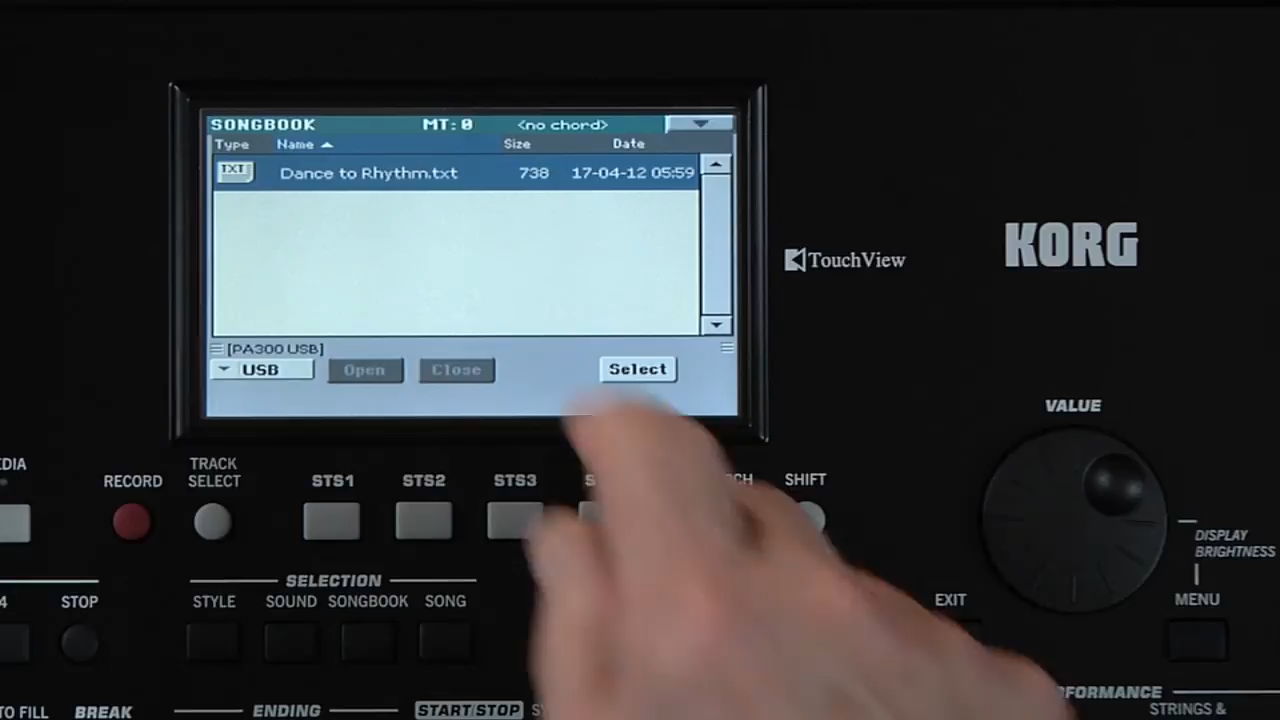 SONGBOOK MT: 0 <no chord>
Type Name Size Date
TXT Dance to Rhythm.txt 738 17-04-12 05:59
[PA300 USB]
USB Open Close Select
TouchView
KORG
VALUE
DISPLAY
BRIGHTNESS
EDIA
RECORD
TRACK
SELECT
STS1 STS2 STS3 SHIFT
SELECTION
4 STOP STYLE SOUND SONGBOOK SONG EXIT MENU
TO FILL BREAK ENDING START/STOP
STRINGS &